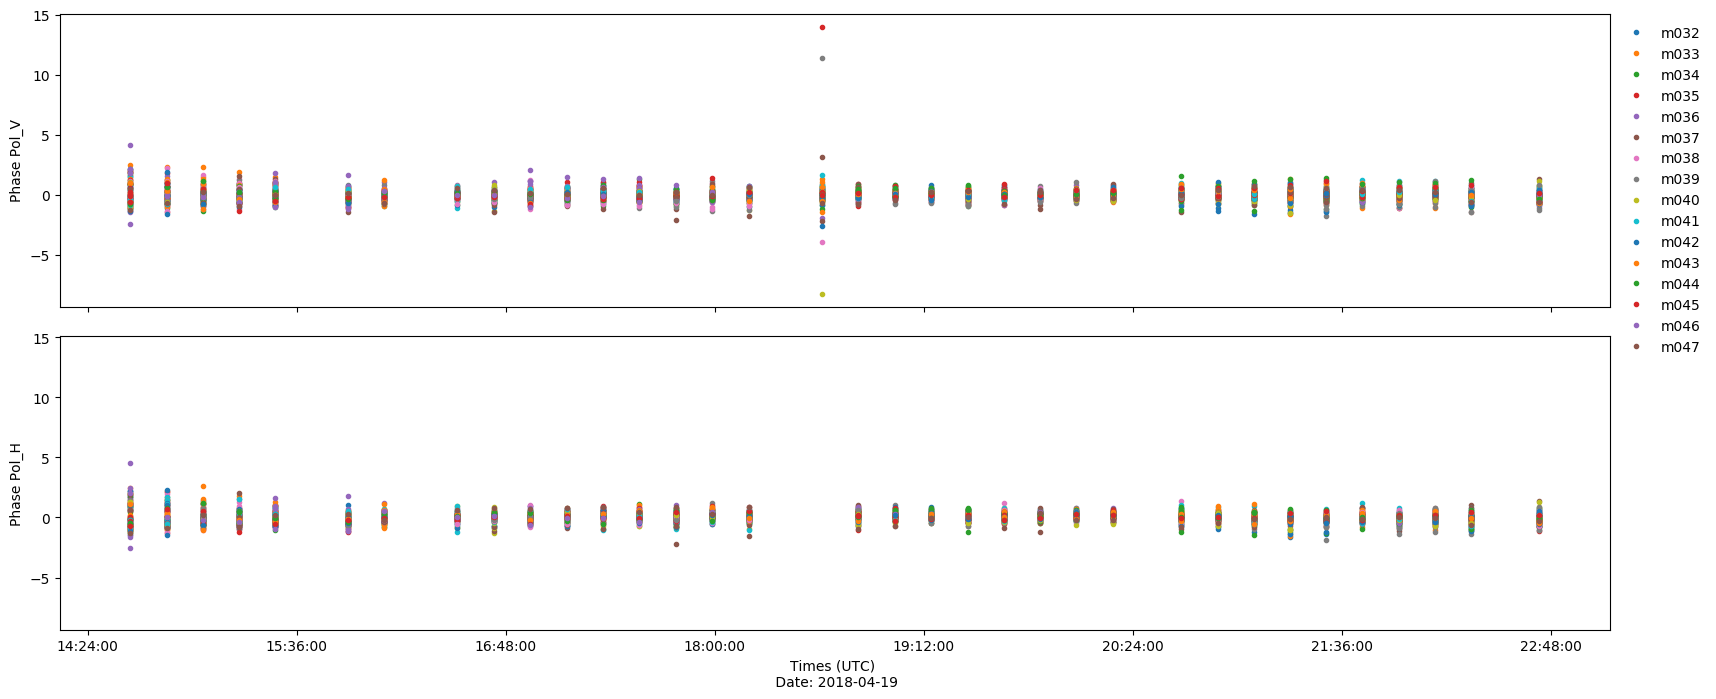 15
10
5
0
−5
Phase Pol_V
m032
m033
m034
m035
m036
m037
m038
m039
m040
m041
m042
m043
m044
m045
m046
m047
15
10
5
0
−5
Phase Pol_H
14:24:00 15:36:00 16:48:00 18:00:00 19:12:00 20:24:00 21:36:00 22:48:00
Times (UTC)
Date: 2018-04-19